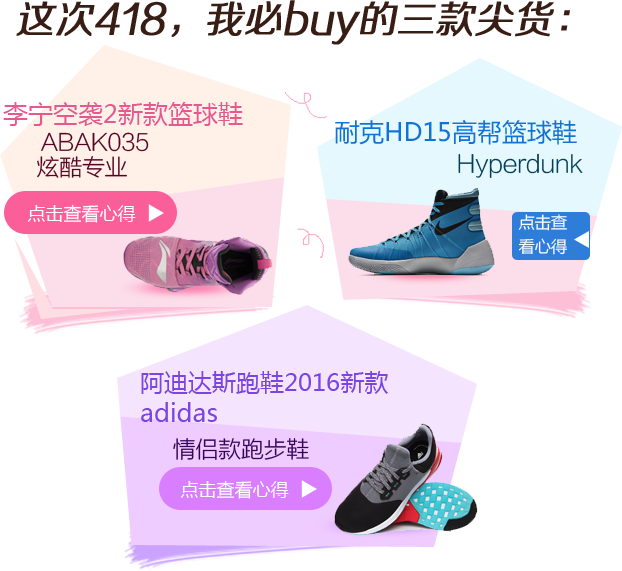 这次418，我必buy的三款尖货：
李宁空袭2新款篮球鞋
ABAK035
炫酷专业
点击查看心得
耐克HD15高帮篮球鞋
Hyperdunk
点击查
看心得
阿迪达斯跑鞋2016新款
adidas
情侣款跑步鞋
点击查看心得